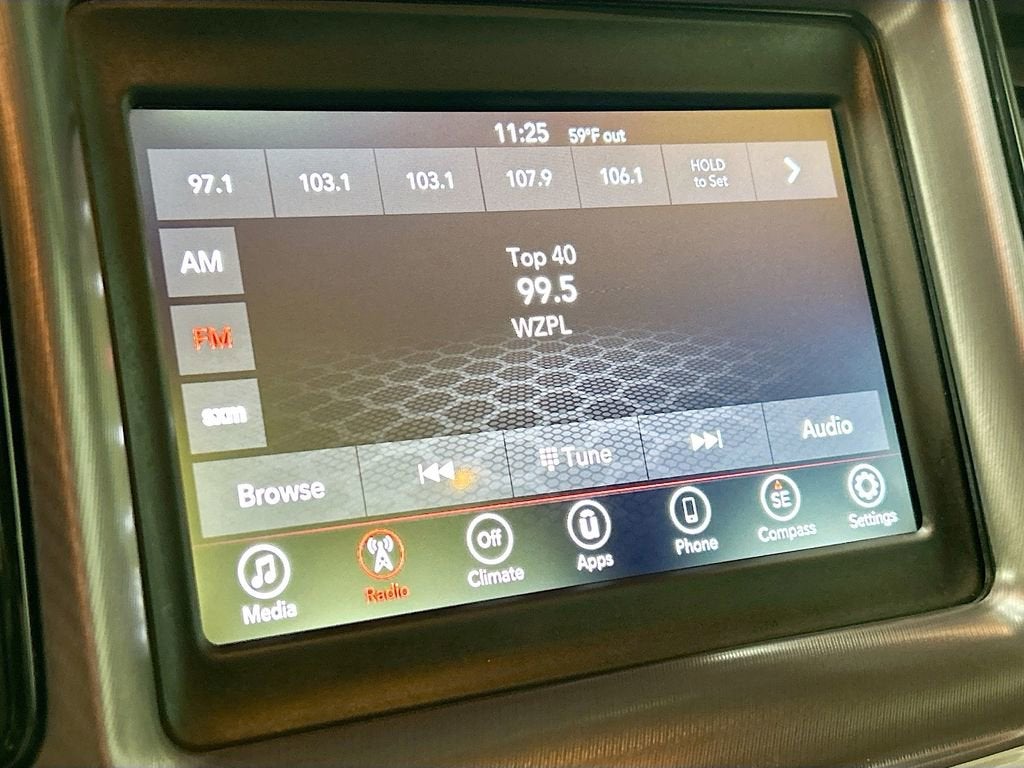 11:25 59°F out
97.1 103.1 103.1 107.9 106.1 HOLD
to Set
AM
Top 40
99.5
FM
WZPL
sxm
Browse Tune Audio
Media Radio Off Climate Apps Phone SE Compass Settings